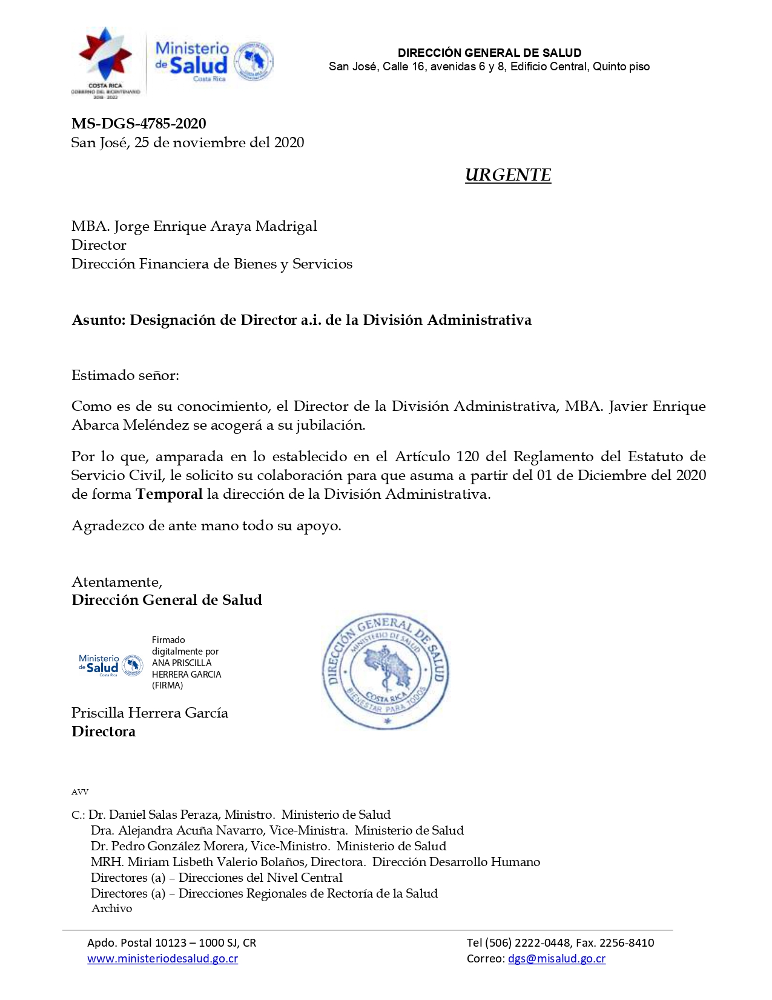 COSTA RICA
GOBIERNO DEL BICENTENARIO
2018 - 2022
Ministerio
de Salud
Costa Rica
DIRECCIÓN GENERAL DE SALUD
San José, Calle 16, avenidas 6 y 8, Edificio Central, Quinto piso
MS-DGS-4785-2020
San José, 25 de noviembre del 2020
URGENTE
MBA. Jorge Enrique Araya Madrigal
Director
Dirección Financiera de Bienes y Servicios
Asunto: Designación de Director a.i. de la División Administrativa
Estimado señor:
Como es de su conocimiento, el Director de la División Administrativa, MBA. Javier Enrique
Abarca Meléndez se acogerá a su jubilación.
Por lo que, amparada en lo establecido en el Artículo 120 del Reglamento del Estatuto de
Servicio Civil, le solicito su colaboración para que asuma a partir del 01 de Diciembre del 2020
de forma Temporal la dirección de la División Administrativa.
Agradezco de ante mano todo su apoyo.
Atentamente,
Dirección General de Salud
Ministerio
de Salud
Costa Rica
Firmado
digitalmente por
ANA PRISCILLA
HERRERA GARCIA
(FIRMA)
DIRECCIÓN GENERAL DE SALUD
MINISTERIO DE SALUD
COSTA RICA
BIENESTAR PARA TODOS
Priscilla Herrera García
Directora
AVV
C.: Dr. Daniel Salas Peraza, Ministro. Ministerio de Salud
Dra. Alejandra Acuña Navarro, Vice-Ministra. Ministerio de Salud
Dr. Pedro González Morera, Vice-Ministro. Ministerio de Salud
MRH. Miriam Lisbeth Valerio Bolaños, Directora. Dirección Desarrollo Humano
Directores (a) – Direcciones del Nivel Central
Directores (a) – Direcciones Regionales de Rectoría de la Salud
Archivo
Apdo. Postal 10123 – 1000 SJ, CR
www.ministeriodesalud.go.cr
Tel (506) 2222-0448, Fax. 2256-8410
Correo: dgs@misalud.go.cr